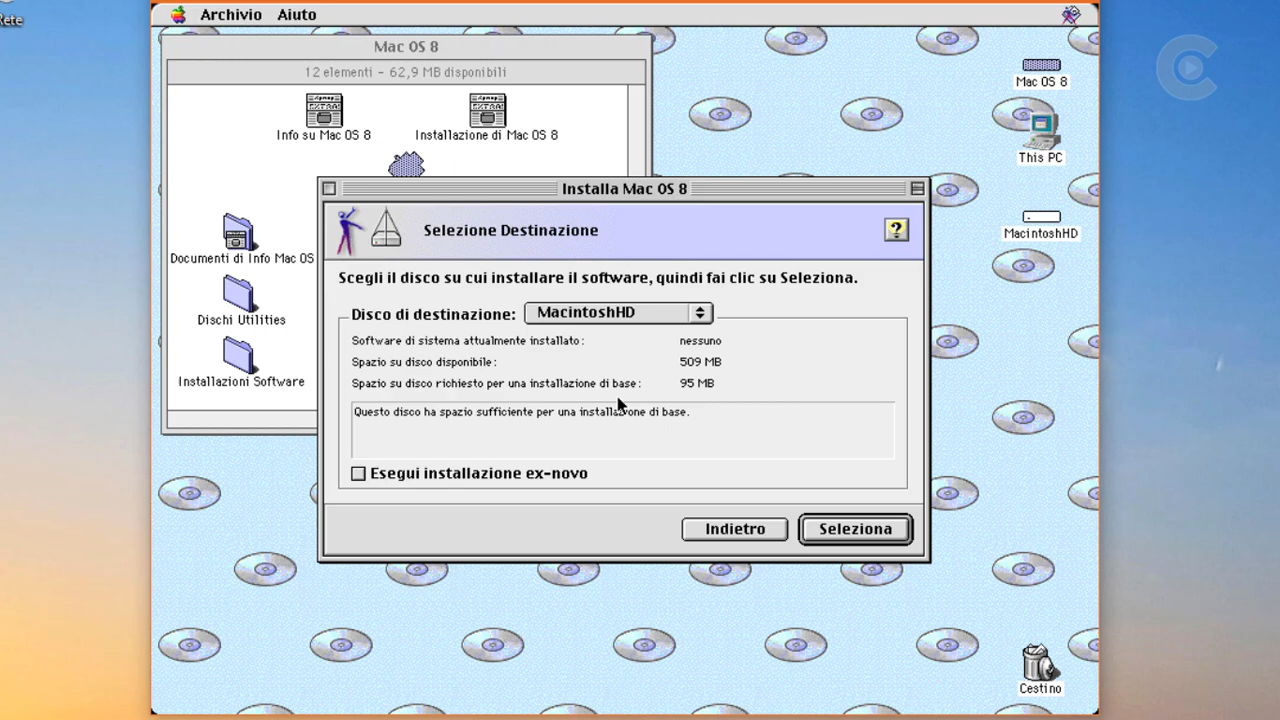 Rete
Archivio Aiuto
Mac OS 8
12 elementi – 62,9 MB disponibili
Info su Mac OS 8
Installazione di Mac OS 8
Documenti di Info Mac OS
Dischi Utilities
Installazioni Software
Installa Mac OS 8
Selezione Destinazione
?
Scegli il disco su cui installare il software, quindi fai clic su Seleziona.
Disco di destinazione: MacintoshHD
Software di sistema attualmente installato: nessuno
Spazio su disco disponibile: 509 MB
Spazio su disco richiesto per una installazione di base: 95 MB
Questo disco ha spazio sufficiente per una installazione di base.
Esegui installazione ex-novo
Indietro
Seleziona
Mac OS 8
This PC
MacintoshHD
Cestino